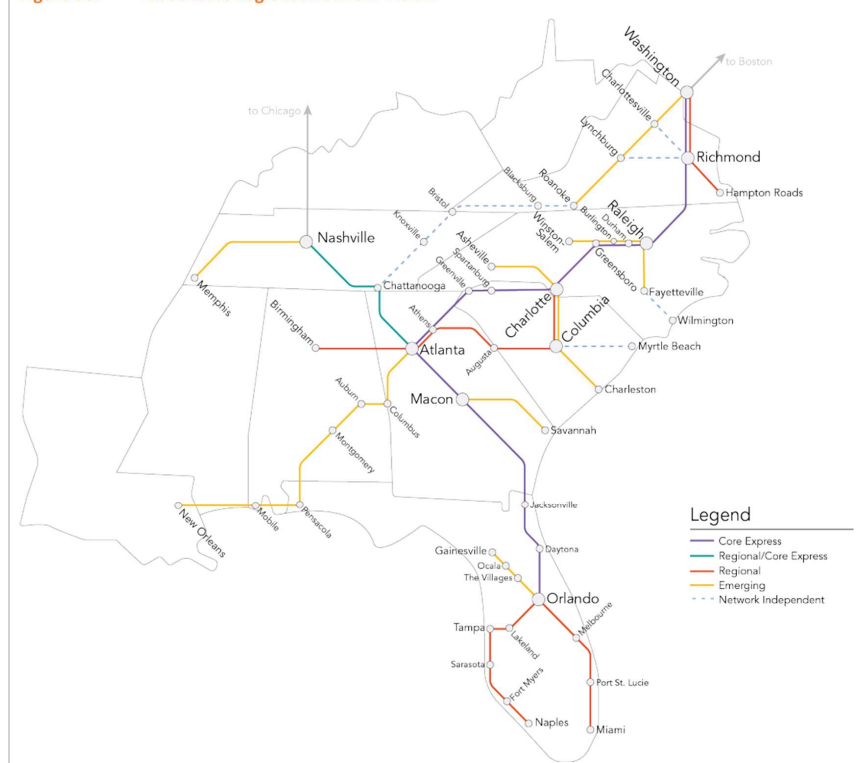 Washington
to Boston
Charlottesville
to Chicago
Lynchburg
Richmond
Blacksburg
Roanoke
Hampton Roads
Bristol
Raleigh
Durham
Burlington
Winston-
Salem
Knoxville
Nashville
Asheville
Spartanburg
Greenville
Greensboro
Chattanooga
Fayetteville
Memphis
Charlotte
Columbia
Wilmington
Birmingham
Athens
Atlanta
Augusta
Myrtle Beach
Auburn
Columbus
Macon
Charleston
Montgomery
Savannah
New Orleans
Mobile
Pensacola
Jacksonville
Legend
Core Express
Regional/Core Express
Regional
Emerging
Network Independent
Gainesville
Daytona
Ocala
The Villages
Orlando
Melbourne
Tampa
Lakeland
Sarasota
Fort Myers
Port St. Lucie
Naples
Miami